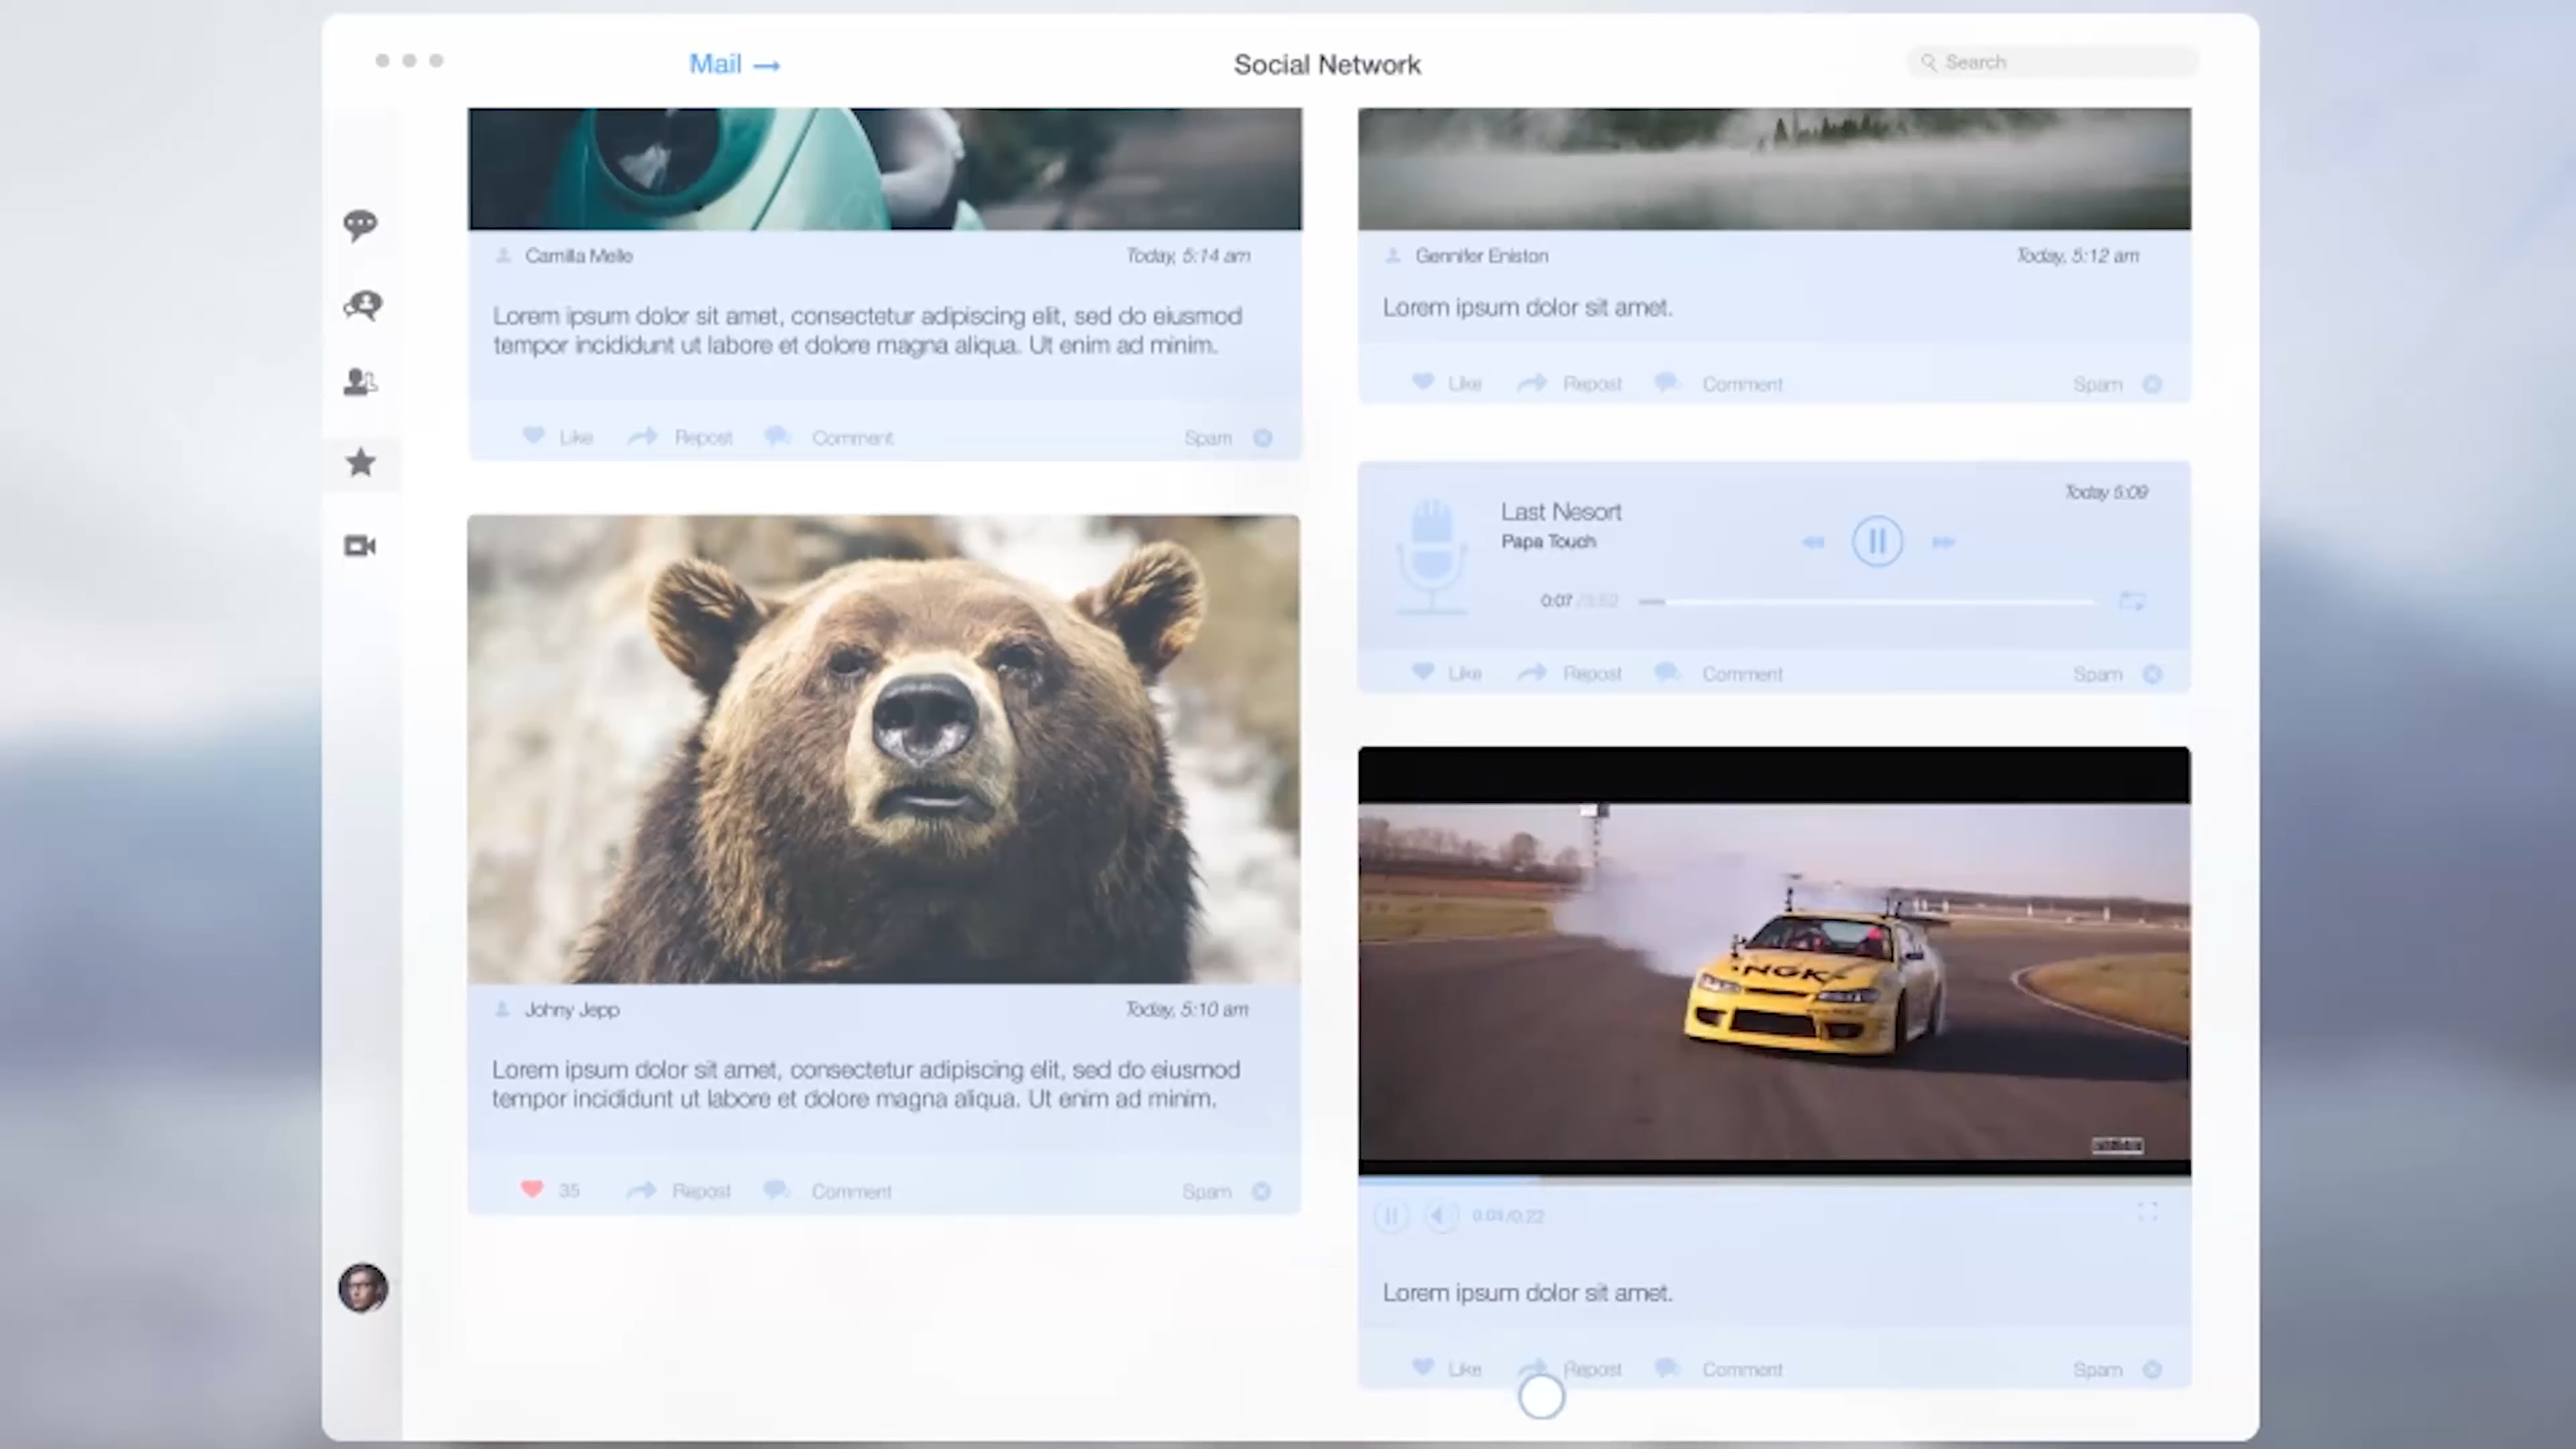 Mail →
Social Network
Search
Camilla Melle
Today, 5:14 am
Lorem ipsum dolor sit amet, consectetur adipiscing elit, sed do eiusmod
tempor incididunt ut labore et dolore magna aliqua. Ut enim ad minim.
Like
Repost
Comment
Spam
Johny Jepp
Today, 5:10 am
Lorem ipsum dolor sit amet, consectetur adipiscing elit, sed do eiusmod
tempor incididunt ut labore et dolore magna aliqua. Ut enim ad minim.
35
Repost
Comment
Spam
Gennifer Eniston
Today, 5:12 am
Lorem ipsum dolor sit amet.
Like
Repost
Comment
Spam
Today 5:09
Last Nesort
Papa Touch
0:07
Like
Repost
Comment
Spam
NGK
Lorem ipsum dolor sit amet.
Like
Repost
Comment
Spam